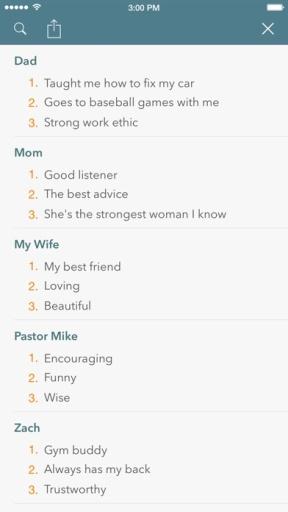 3:00 PM
Dad
1. Taught me how to fix my car
2. Goes to baseball games with me
3. Strong work ethic
Mom
1. Good listener
2. The best advice
3. She's the strongest woman I know
My Wife
1. My best friend
2. Loving
3. Beautiful
Pastor Mike
1. Encouraging
2. Funny
3. Wise
Zach
1. Gym buddy
2. Always has my back
3. Trustworthy